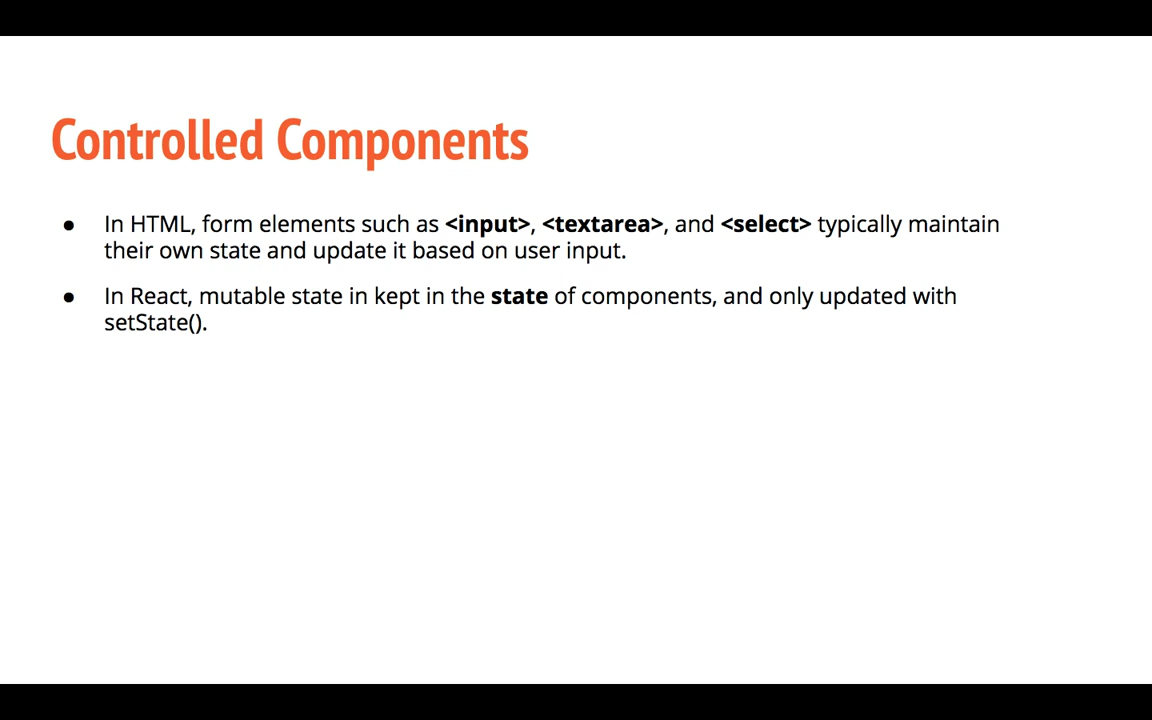 Controlled Components
● In HTML, form elements such as <input>, <textarea>, and <select> typically maintain
their own state and update it based on user input.
● In React, mutable state in kept in the state of components, and only updated with
setState().